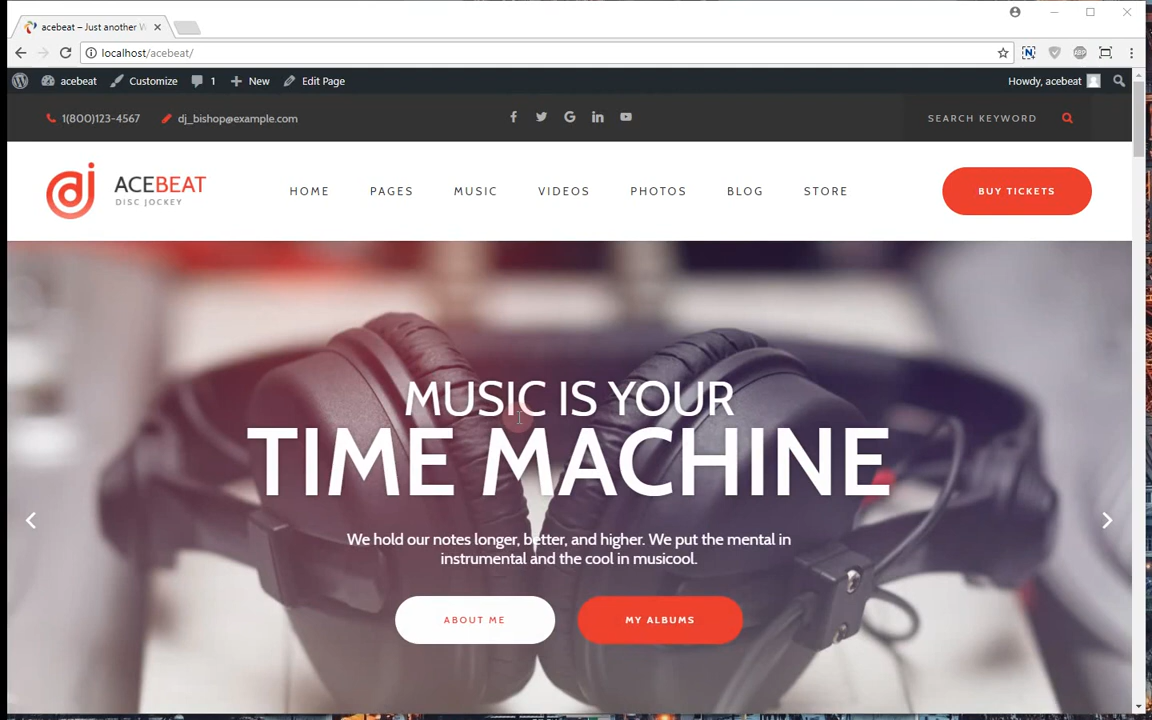 acebeat – Just another W
localhost/acebeat/
acebeat
Customize
1
New
Edit Page
Howdy, acebeat
1(800)123-4567
dj_bishop@example.com
SEARCH KEYWORD
dj
ACEBEAT
DISC JOCKEY
HOME
PAGES
MUSIC
VIDEOS
PHOTOS
BLOG
STORE
BUY TICKETS
MUSIC IS YOUR
TIME MACHINE
We hold our notes longer, better, and higher. We put the mental in
instrumental and the cool in musicool.
ABOUT ME
MY ALBUMS